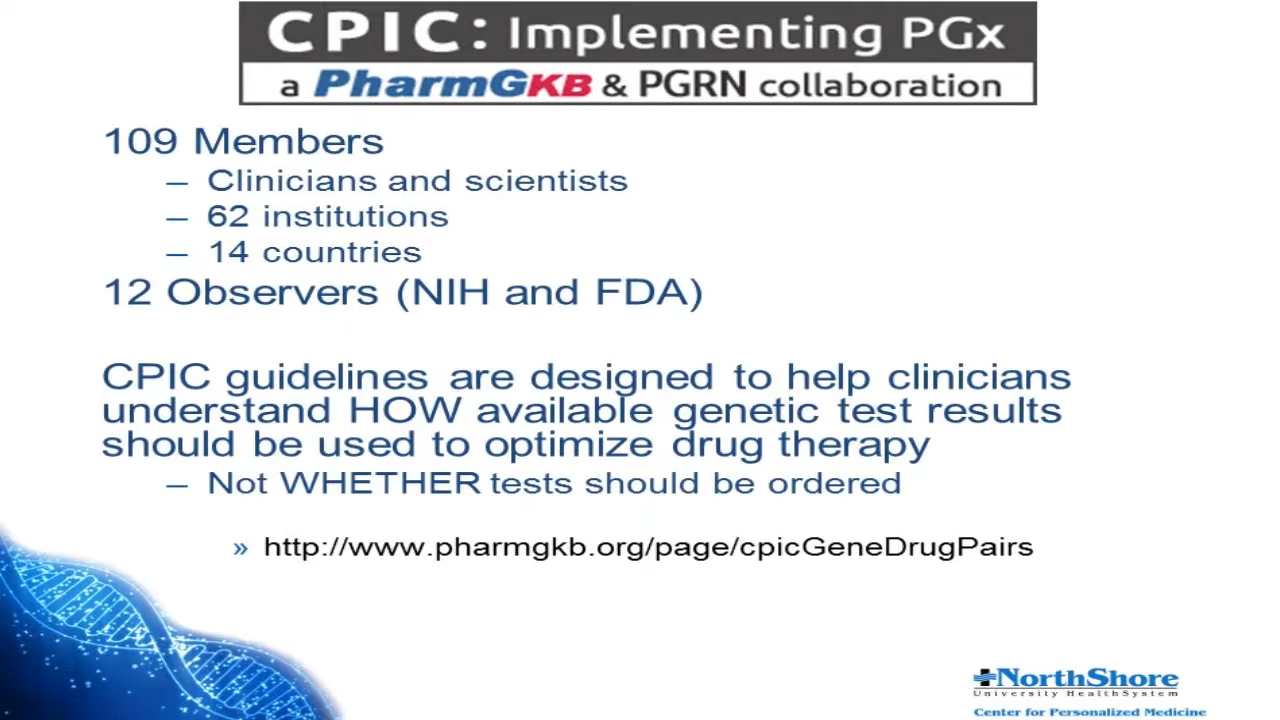 CPIC: Implementing PGx
a PharmGKB & PGRN collaboration
109 Members
– Clinicians and scientists
– 62 institutions
– 14 countries
12 Observers (NIH and FDA)
CPIC guidelines are designed to help clinicians
understand HOW available genetic test results
should be used to optimize drug therapy
– Not WHETHER tests should be ordered
» http://www.pharmgkb.org/page/cpicGeneDrugPairs
NorthShore
University HealthSystem
Center for Personalized Medicine